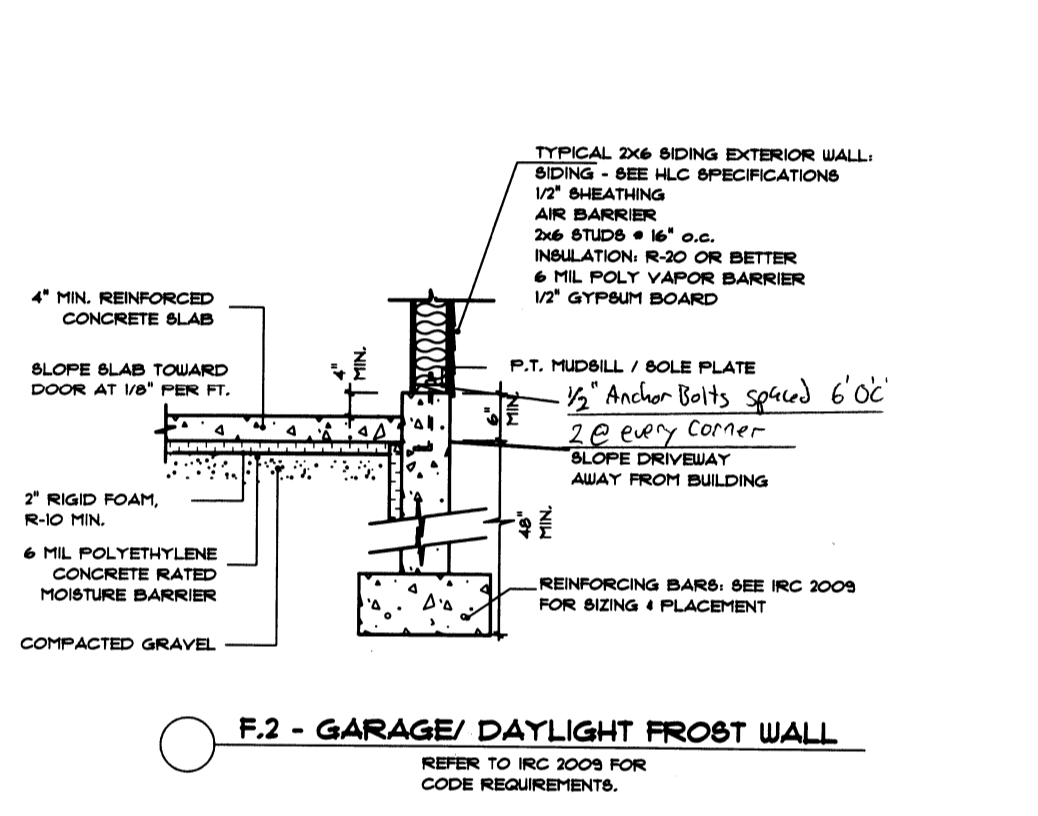 TYPICAL 2X6 SIDING EXTERIOR WALL:
SIDING - SEE HLC SPECIFICATIONS
1/2" SHEATHING
AIR BARRIER
2x6 STUDS @ 16" o.c.
INSULATION: R-20 OR BETTER
6 MIL POLY VAPOR BARRIER
1/2" GYPSUM BOARD
4" MIN. REINFORCED
CONCRETE SLAB
SLOPE SLAB TOWARD
DOOR AT 1/8" PER FT.
4"
MIN.
P.T. MUDSILL / SOLE PLATE
1/2" Anchor Bolts spaced 6' O'C'
6"
MIN
2 @ every Corner
SLOPE DRIVEWAY
AWAY FROM BUILDING
2" RIGID FOAM,
R-10 MIN.
48"
MIN.
6 MIL POLYETHYLENE
CONCRETE RATED
MOISTURE BARRIER
REINFORCING BARS: SEE IRC 2009
FOR SIZING & PLACEMENT
COMPACTED GRAVEL
F.2 - GARAGE/ DAYLIGHT FROST WALL
REFER TO IRC 2009 FOR
CODE REQUIREMENTS.